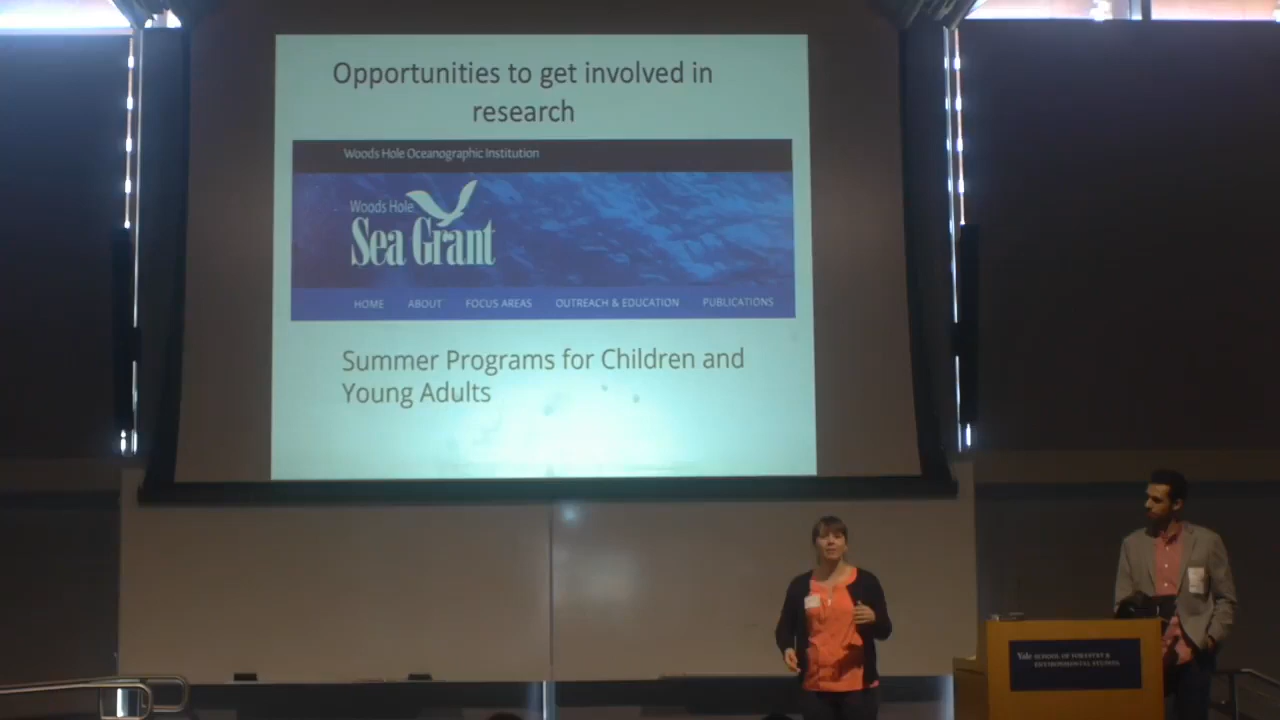 Opportunities to get involved in
research
Woods Hole Oceanographic Institution
Woods Hole
Sea Grant
HOME ABOUT FOCUS AREAS OUTREACH & EDUCATION PUBLICATIONS
Summer Programs for Children and
Young Adults
Yale SCHOOL OF FORESTRY &
ENVIRONMENTAL STUDIES